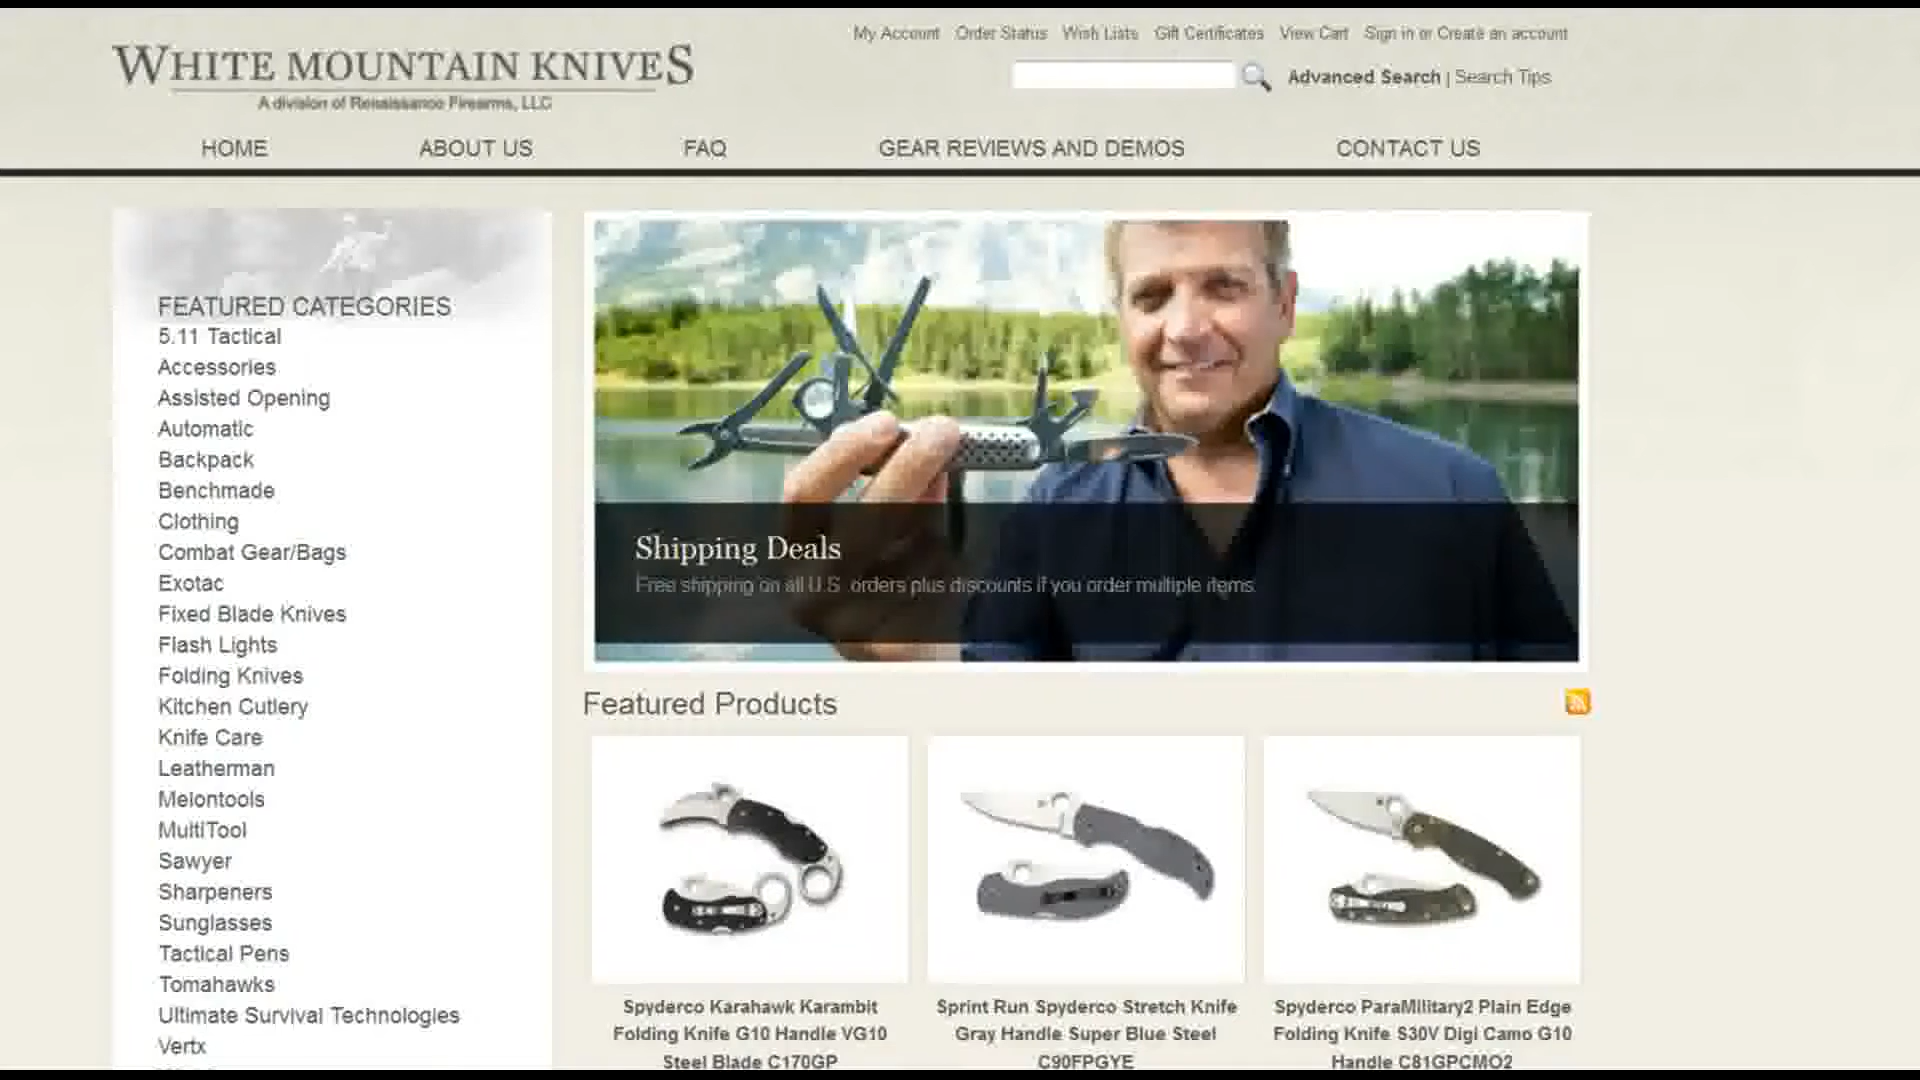 My Account Order Status Wish Lists Gift Certificates View Cart Sign in or Create an account
WHITE MOUNTAIN KNIVES
A division of Renaissance Firearms, LLC
Advanced Search | Search Tips
HOME ABOUT US FAQ GEAR REVIEWS AND DEMOS CONTACT US
FEATURED CATEGORIES
5.11 Tactical
Accessories
Assisted Opening
Automatic
Backpack
Benchmade
Clothing
Combat Gear/Bags
Exotac
Fixed Blade Knives
Flash Lights
Folding Knives
Kitchen Cutlery
Knife Care
Leatherman
Melontools
MultiTool
Sawyer
Sharpeners
Sunglasses
Tactical Pens
Tomahawks
Ultimate Survival Technologies
Vertx
Shipping Deals
Free shipping on all U.S. orders plus discounts if you order multiple items.
Featured Products
Spyderco Karahawk Karambit
Folding Knife G10 Handle VG10
Steel Blade C170GP
Sprint Run Spyderco Stretch Knife
Gray Handle Super Blue Steel
C90FPGYE
Spyderco ParaMilitary2 Plain Edge
Folding Knife S30V Digi Camo G10
Handle C81GPCMO2